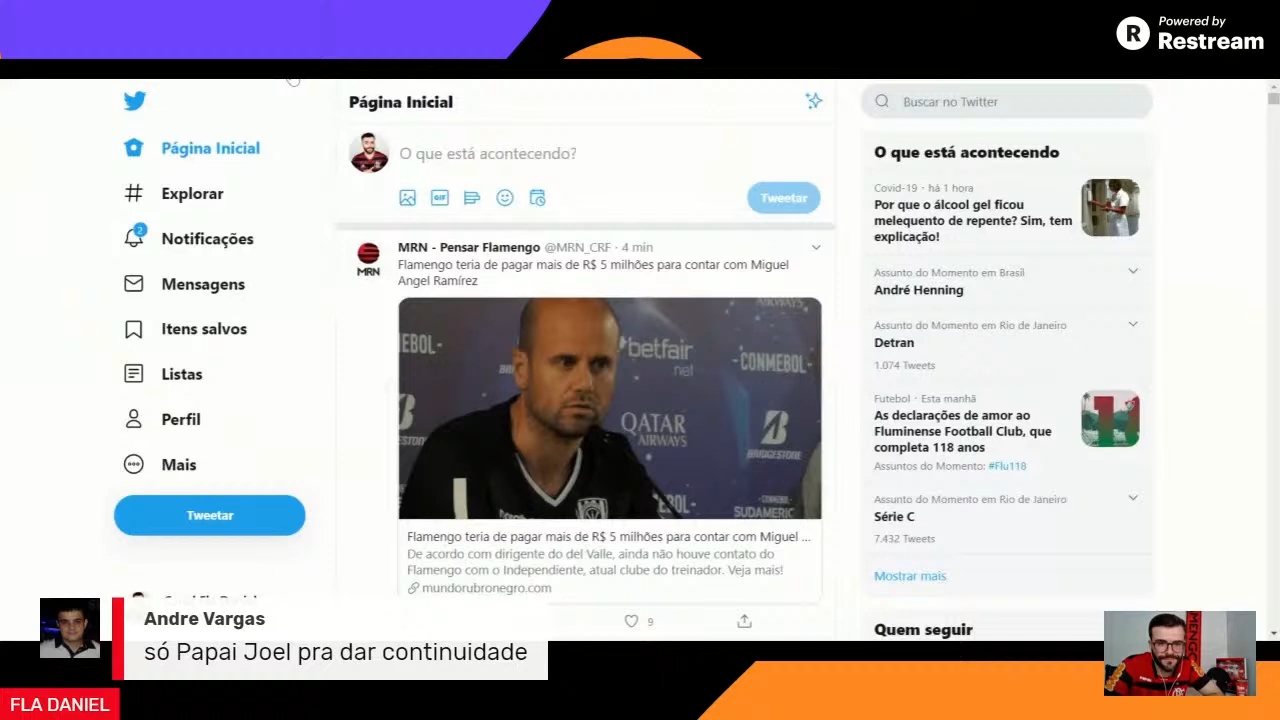 Powered by
R Restream
Página Inicial
Explorar
2
Notificações
Mensagens
Itens salvos
Listas
Perfil
Mais
Tweetar
Página Inicial
O que está acontecendo?
GIF
Tweetar
MRN
MRN - Pensar Flamengo @MRN_CRF · 4 min
Flamengo teria de pagar mais de R$ 5 milhões para contar com Miguel
Angel Ramírez
AIRWAYS
EBOL-
betfair
net
-CONMEBOL-
QATAR
AIRWAYS
BRIDGESTONE
CONMEBOL
SUDAMERIC
Flamengo teria de pagar mais de R$ 5 milhões para contar com Miguel ...
De acordo com dirigente do del Valle, ainda não houve contato do
Flamengo com o Independiente, atual clube do treinador. Veja mais!
mundorubronegro.com
9
Buscar no Twitter
O que está acontecendo
Covid-19 · há 1 hora
Por que o álcool gel ficou
melequento de repente? Sim, tem
explicação!
Assunto do Momento em Brasil
André Henning
Assunto do Momento em Rio de Janeiro
Detran
1.074 Tweets
Futebol · Esta manhã
As declarações de amor ao
Fluminense Football Club, que
completa 118 anos
Assuntos do Momento: #Flu118
Assunto do Momento em Rio de Janeiro
Série C
7.432 Tweets
Mostrar mais
Quem seguir
Andre Vargas
só Papai Joel pra dar continuidade
FLA DANIEL
MENGO